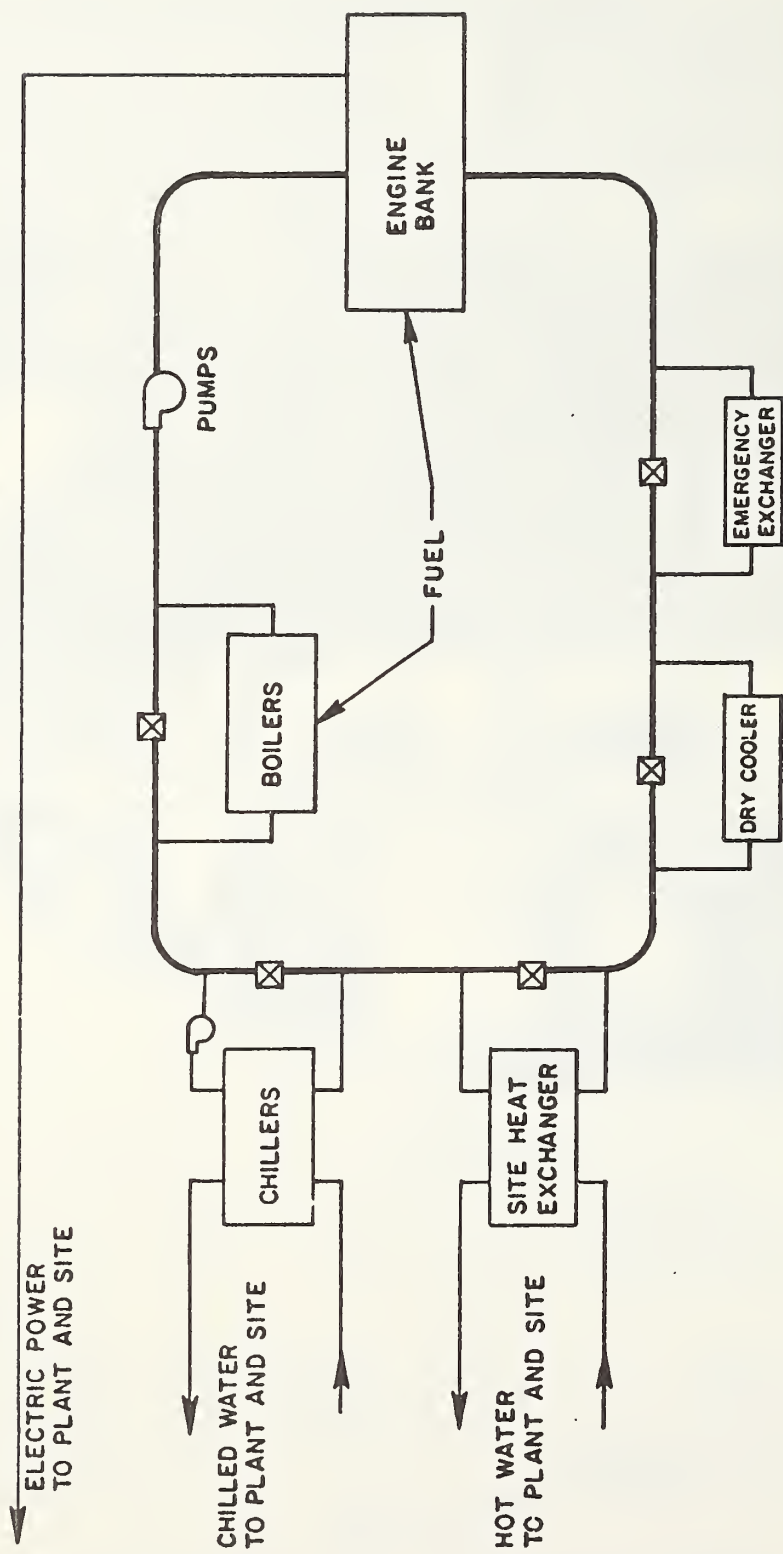 ELECTRIC POWER
TO PLANT AND SITE
CHILLED WATER
TO PLANT AND SITE
HOT WATER
TO PLANT AND SITE
CHILLERS
SITE HEAT
EXCHANGER
BOILERS
PUMPS
FUEL
ENGINE
BANK
DRY COOLER
EMERGENCY
EXCHANGER